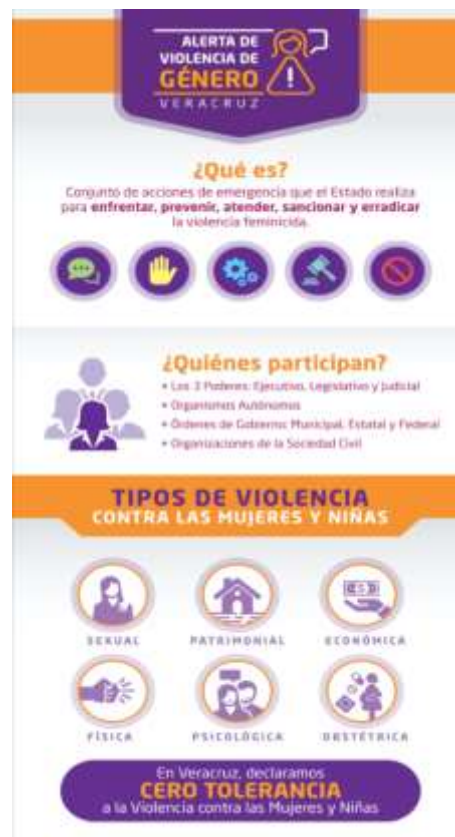 ALERTA DE
VIOLENCIA DE
GÉNERO
VERACRUZ
¿Qué es?
Conjunto de acciones de emergencia que el Estado realiza
para enfrentar, prevenir, atender, sancionar y erradicar
la violencia feminicida.
¿Quiénes participan?
• Los 3 Poderes: Ejecutivo, Legislativo y Judicial
• Organismos Autónomos
• Órdenes de Gobierno: Municipal, Estatal y Federal
• Organizaciones de la Sociedad Civil
TIPOS DE VIOLENCIA
CONTRA LAS MUJERES Y NIÑAS
SEXUAL PATRIMONIAL ECONÓMICA
FÍSICA PSICOLÓGICA OBSTÉTRICA
En Veracruz, declaramos
CERO TOLERANCIA
a la Violencia contra las Mujeres y Niñas